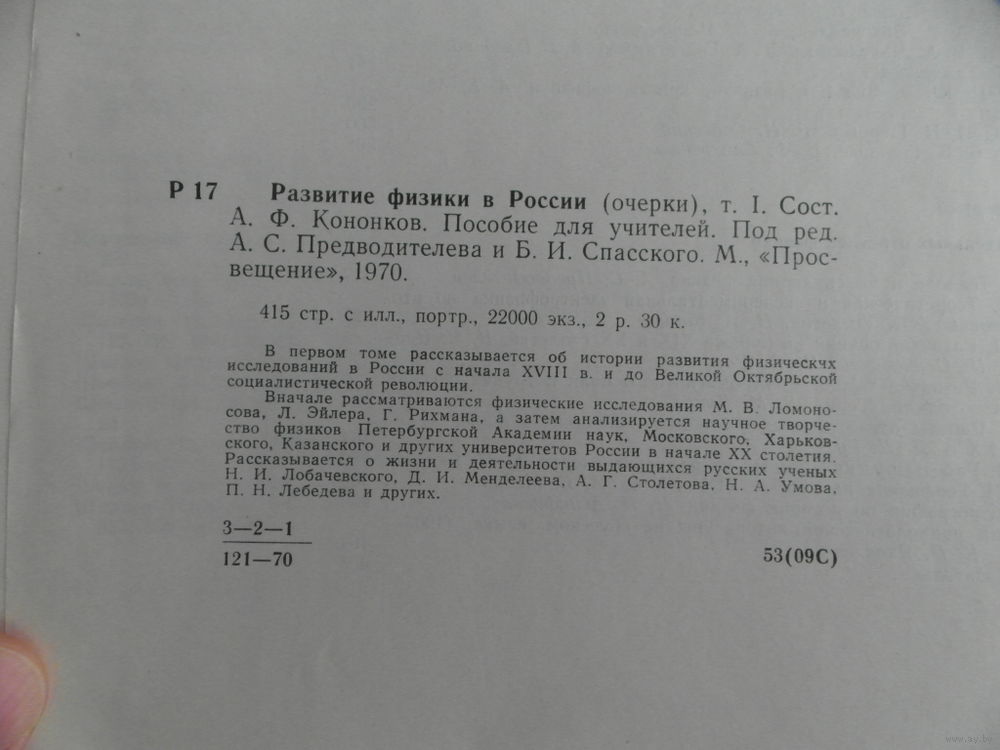 Р 17 Развитие физики в России (очерки), т. I. Сост.
А. Ф. Кононков. Пособие для учителей. Под ред.
А. С. Предводителева и Б. И. Спасского. М., «Прос-
вещение», 1970.
415 стр. с илл., портр., 22000 экз., 2 р. 30 к.
В первом томе рассказывается об истории развития физическчх
исследований в России с начала XVIII в. и до Великой Октябрьской
социалистической революции.
Вначале рассматриваются физические исследования М. В. Ломоно-
сова, Л. Эйлера, Г. Рихмана, а затем анализируется научное творче-
ство физиков Петербургской Академии наук, Московского, Харьков-
ского, Казанского и других университетов России в начале XX столетия.
Рассказывается о жизни и деятельности выдающихся русских ученых
Н. И. Лобачевского, Д. И. Менделеева, А. Г. Столетова, Н. А. Умова,
П. Н. Лебедева и других.
3—2—1
121—70 53(09С)
www.ay.by